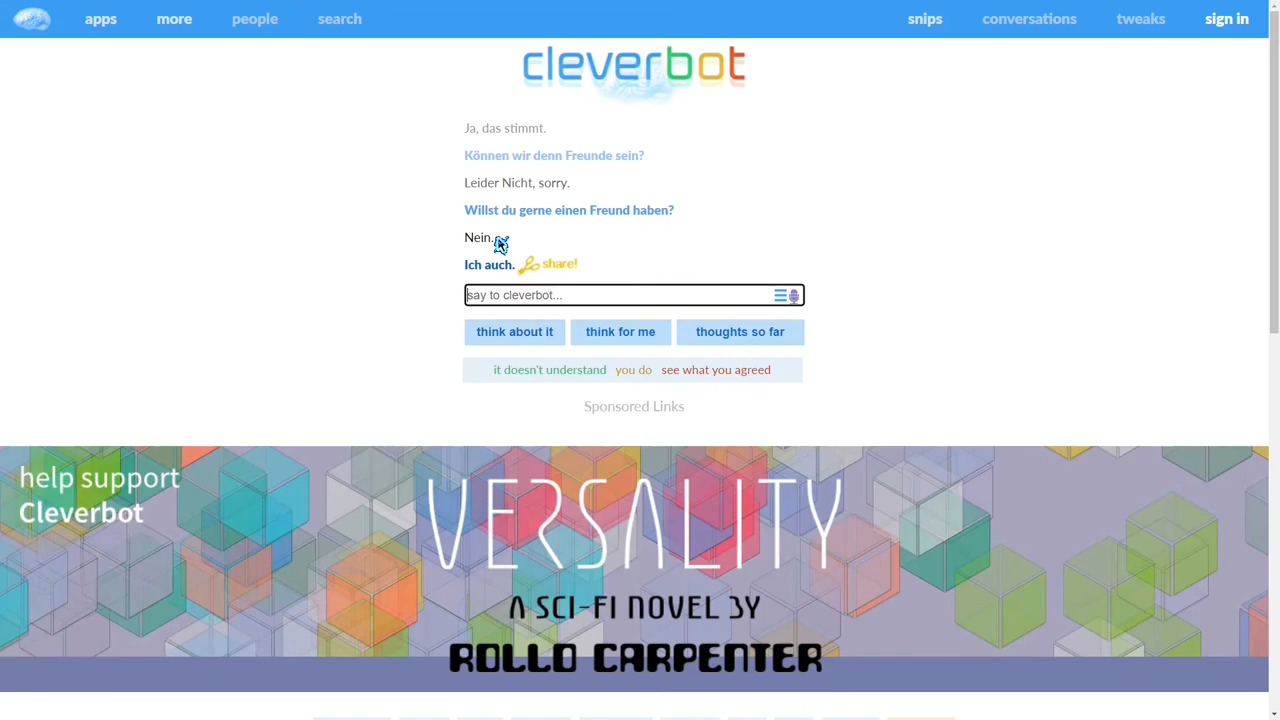 apps more people search snips conversations tweaks sign in
cleverbot
Ja, das stimmt.
Können wir denn Freunde sein?
Leider Nicht, sorry.
Willst du gerne einen Freund haben?
Nein.
Ich auch. share!
say to cleverbot...
think about it think for me thoughts so far
it doesn't understand you do see what you agreed
Sponsored Links
help support
Cleverbot
VERSALITY
A SCI-FI NOVEL BY
ROLLO CARPENTER